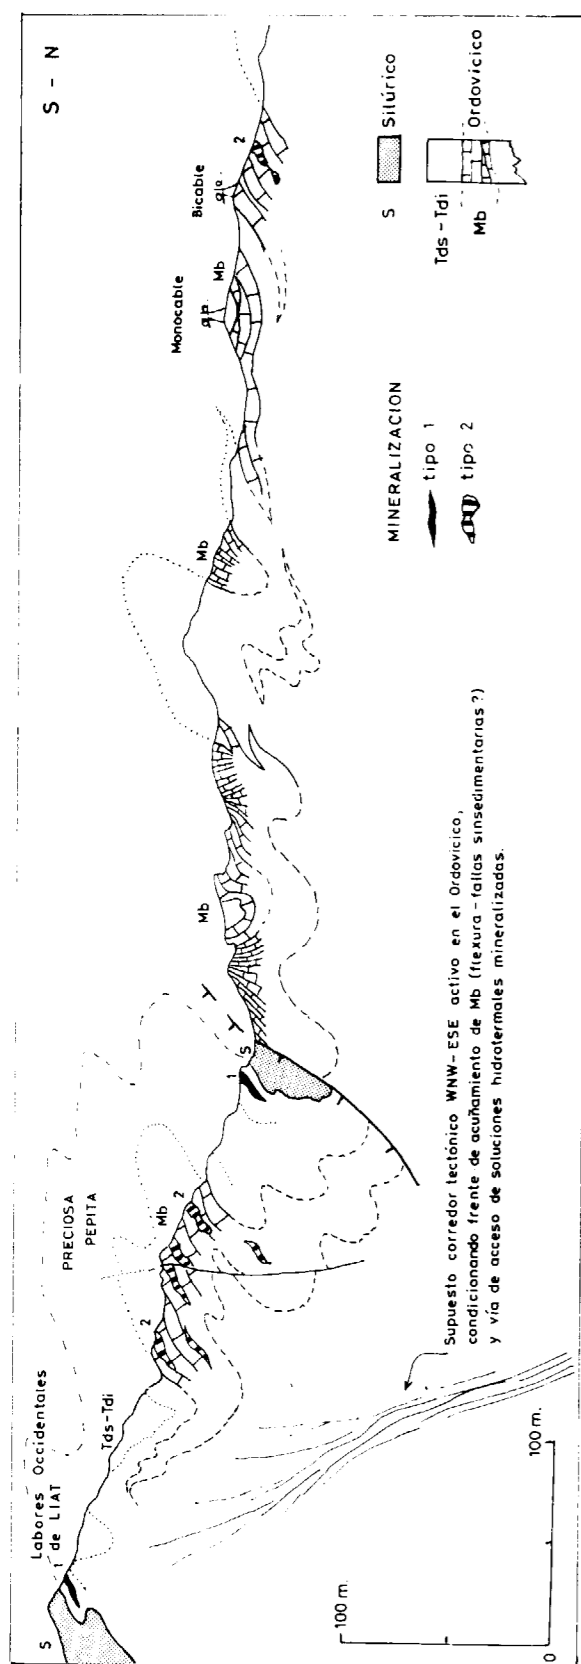 S - N
Labores Occidentales
de LIAT
PRECIOSA
PEPITA
S
1
Tds-Tdi
2
Mb
2
1
S
Mb
Mb
Monocable
Mb
Bicable
2
Supuesto corredor tectónico WNW-ESE activo en el Ordovícico,
condicionando frente de acuñamiento de Mb (flexura-fallas sinsedimentarias?)
y vía de acceso de soluciones hidrotermales mineralizadas.
MINERALIZACION
tipo 1
tipo 2
S
Silúrico
Tds-Tdi
Mb
Ordovícico
100 m.
0
100 m.